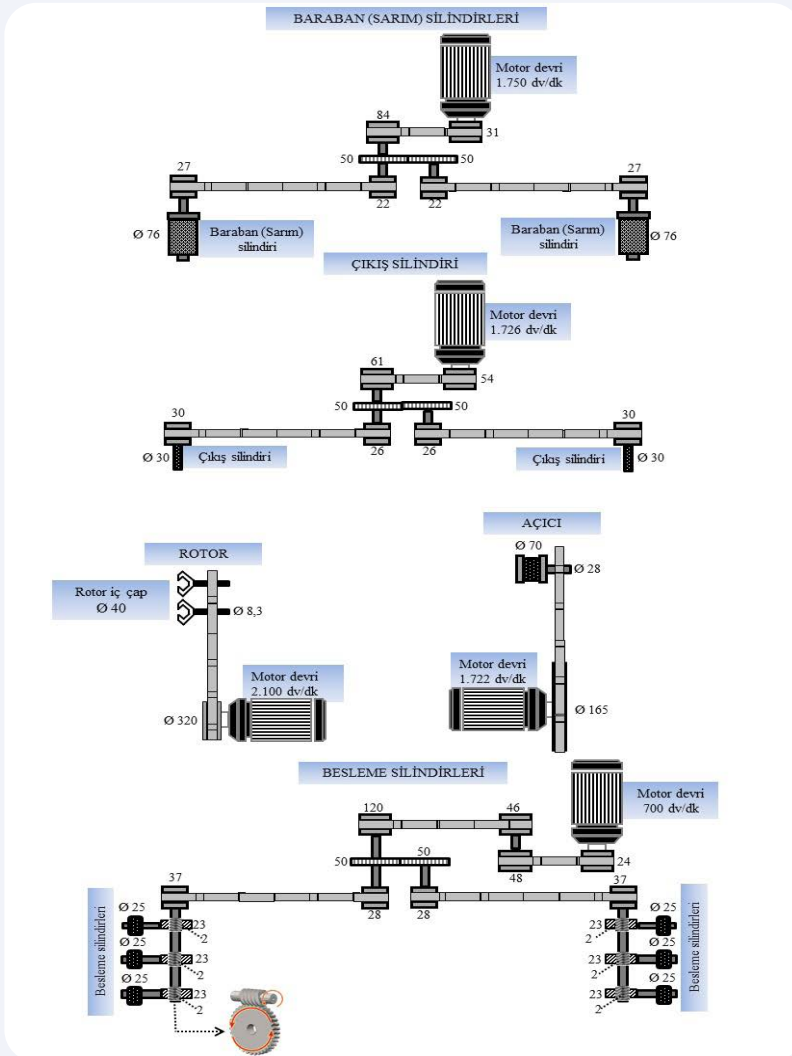 BARABAN (SARIM) SİLİNDİRLERİ
Motor devri
1.750 dv/dk
84
31
50
50
27
27
22
22
Ø 76
Baraban (Sarım)
silindiri
Baraban (Sarım)
silindiri
Ø 76
ÇIKIŞ SİLİNDİRİ
Motor devri
1.726 dv/dk
61
54
50
50
30
30
26
26
Ø 30
Çıkış silindiri
Çıkış silindiri
Ø 30
AÇICI
ROTOR
Ø 70
Ø 28
Rotor iç çap
Ø 40
Ø 8,3
Motor devri
2.100 dv/dk
Motor devri
1.722 dv/dk
Ø 320
Ø 165
BESLEME SİLİNDİRLERİ
Motor devri
700 dv/dk
120
46
50
50
48
24
37
37
28
28
Besleme silindirleri
Ø 25
23
2
Ø 25
23
2
Ø 25
23
2
23
Ø 25
2
23
Ø 25
2
23
Ø 25
2
Besleme silindirleri